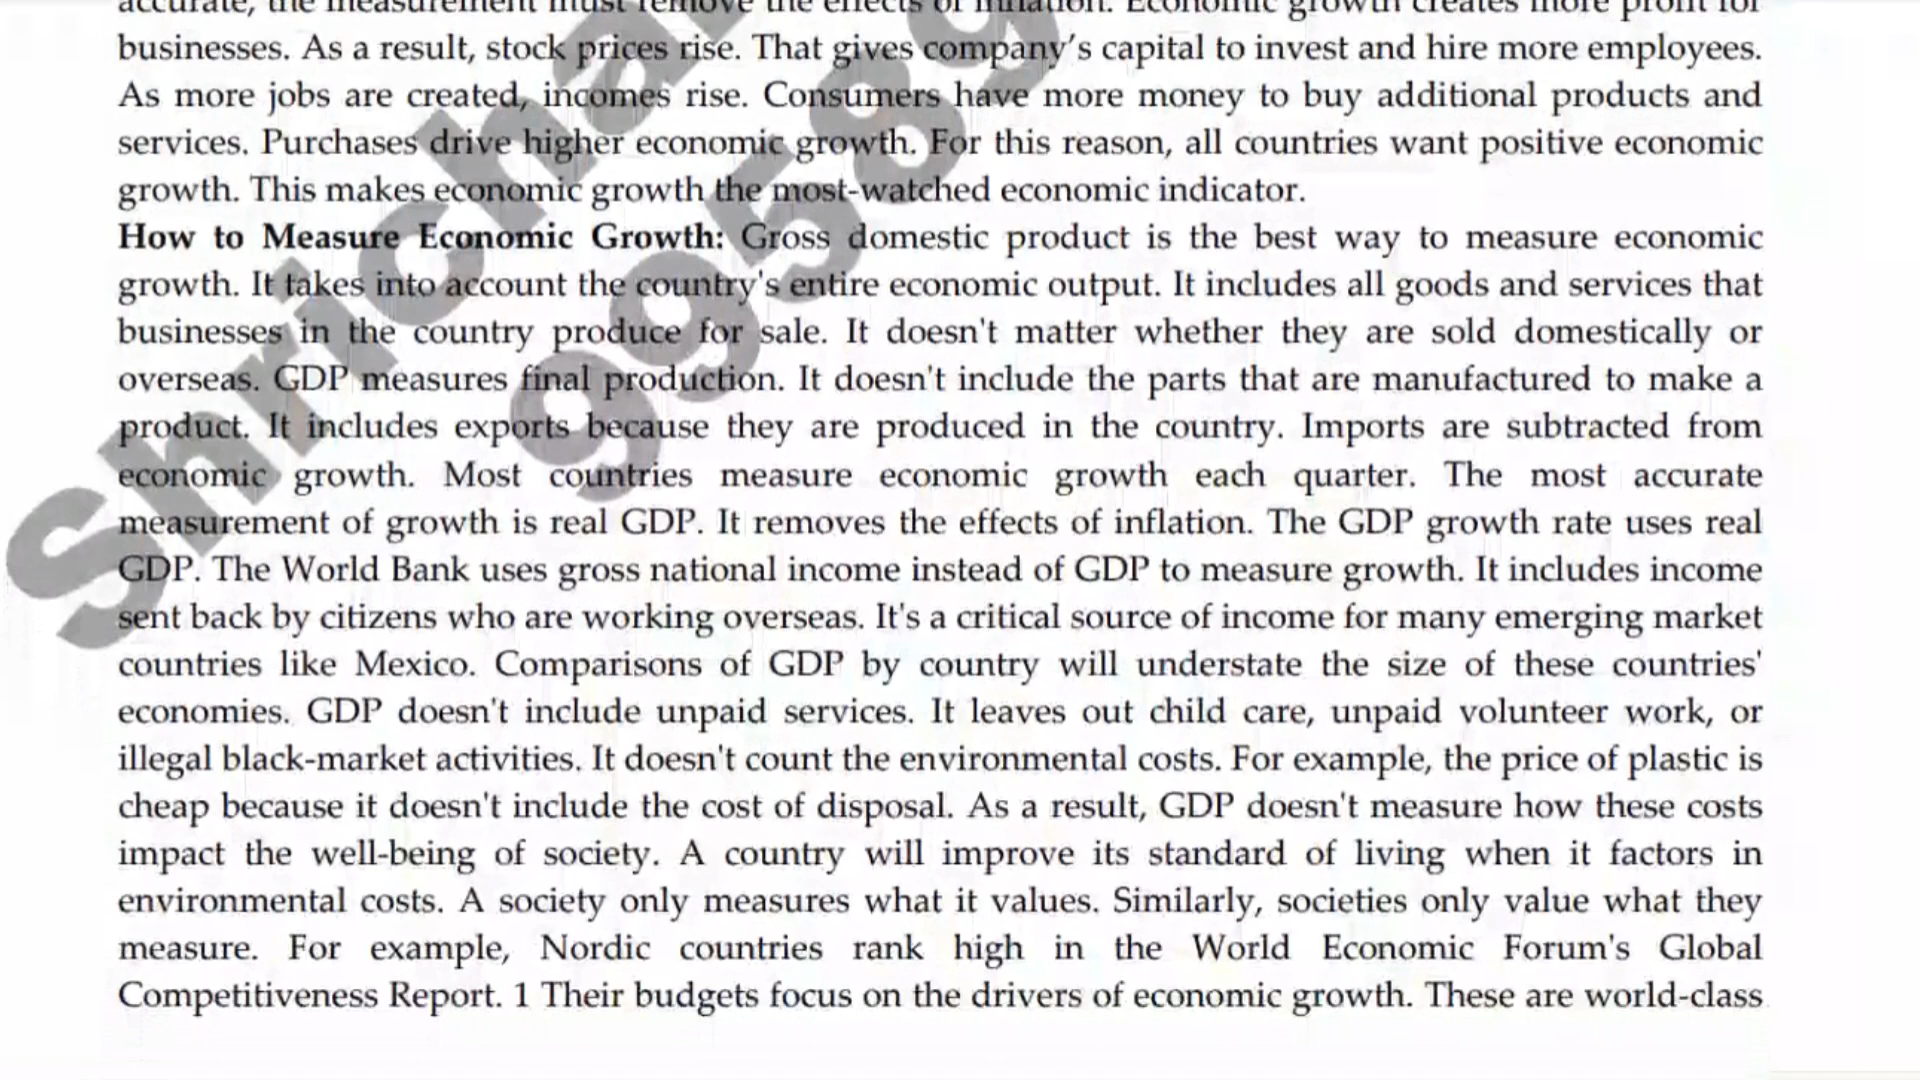 accurate, the measurement must remove the effects of inflation. Economic growth creates more profit for
businesses. As a result, stock prices rise. That gives company’s capital to invest and hire more employees.
As more jobs are created, incomes rise. Consumers have more money to buy additional products and
services. Purchases drive higher economic growth. For this reason, all countries want positive economic
growth. This makes economic growth the most-watched economic indicator.
How to Measure Economic Growth: Gross domestic product is the best way to measure economic
growth. It takes into account the country's entire economic output. It includes all goods and services that
businesses in the country produce for sale. It doesn't matter whether they are sold domestically or
overseas. GDP measures final production. It doesn't include the parts that are manufactured to make a
product. It includes exports because they are produced in the country. Imports are subtracted from
economic growth. Most countries measure economic growth each quarter. The most accurate
measurement of growth is real GDP. It removes the effects of inflation. The GDP growth rate uses real
GDP. The World Bank uses gross national income instead of GDP to measure growth. It includes income
sent back by citizens who are working overseas. It's a critical source of income for many emerging market
countries like Mexico. Comparisons of GDP by country will understate the size of these countries'
economies. GDP doesn't include unpaid services. It leaves out child care, unpaid volunteer work, or
illegal black-market activities. It doesn't count the environmental costs. For example, the price of plastic is
cheap because it doesn't include the cost of disposal. As a result, GDP doesn't measure how these costs
impact the well-being of society. A country will improve its standard of living when it factors in
environmental costs. A society only measures what it values. Similarly, societies only value what they
measure. For example, Nordic countries rank high in the World Economic Forum's Global
Competitiveness Report. 1 Their budgets focus on the drivers of economic growth. These are world-class